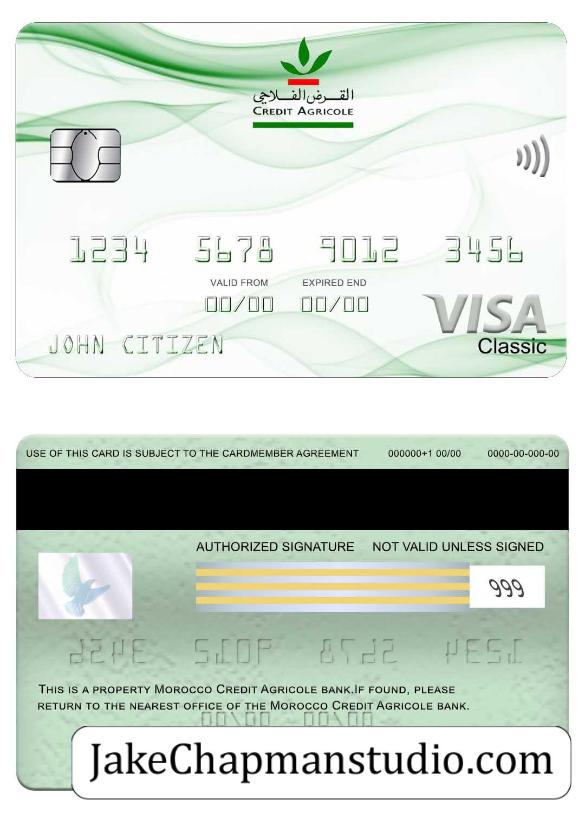 القرض الفلاحي
CREDIT AGRICOLE
1234 5678 9012 3456
VALID FROM EXPIRED END
00/00 00/00
JOHN CITIZEN
VISA
Classic
USE OF THIS CARD IS SUBJECT TO THE CARDMEMBER AGREEMENT 000000+1 00/00 0000-00-000-00
AUTHORIZED SIGNATURE NOT VALID UNLESS SIGNED
999
THIS IS A PROPERTY MOROCCO CREDIT AGRICOLE BANK.IF FOUND, PLEASE
RETURN TO THE NEAREST OFFICE OF THE MOROCCO CREDIT AGRICOLE BANK.
JakeChapmanstudio.com